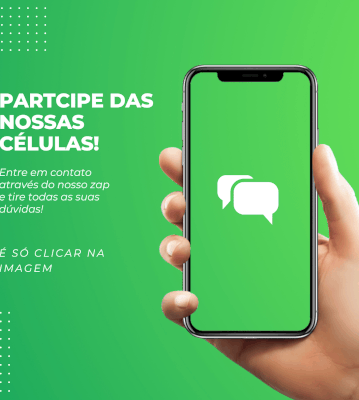 PARTCIPE DAS
NOSSAS
CÉLULAS!
Entre em contato
através do nosso zap
e tire todas as suas
dúvidas!
É SÓ CLICAR NA
IMAGEM